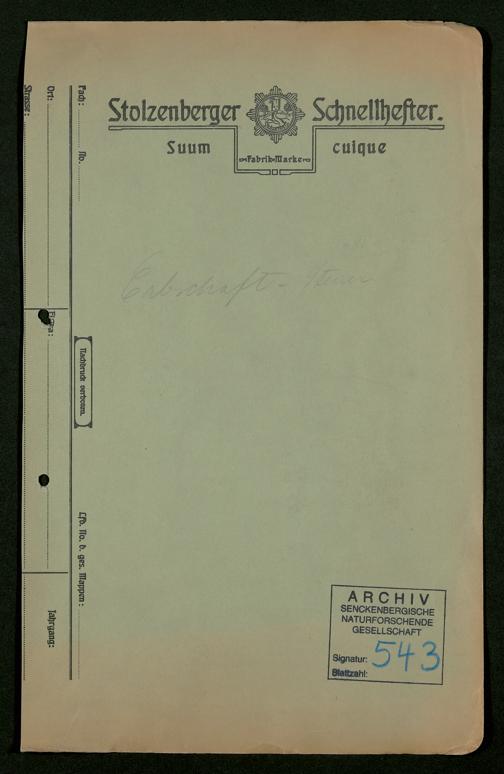 Stolzenberger Schnellhefter.
Suum cuique
Fabrik-Marke
Erbschaft-Steuer
Fach:
No.
Ort:
Strasse:
Firma:
Nachdruck verboten.
Lfd. No. d. ges. Mappen:
Jahrgang:
ARCHIV
SENCKENBERGISCHE
NATURFORSCHENDE
GESELLSCHAFT
Signatur: 543
Blattzahl: